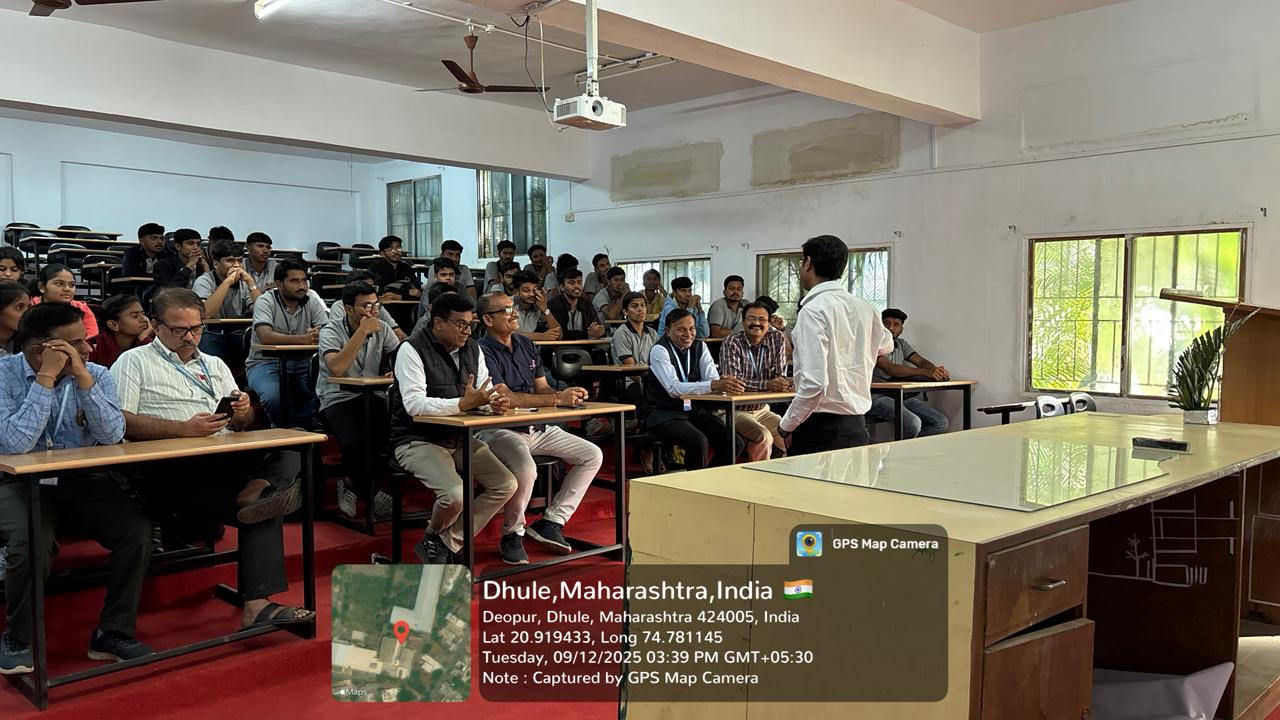 GPS Map Camera
Dhule,Maharashtra,India 🇮🇳
Deopur, Dhule, Maharashtra 424005, India
Lat 20.919433, Long 74.781145
Tuesday, 09/12/2025 03:39 PM GMT+05:30
Note : Captured by GPS Map Camera
Maps